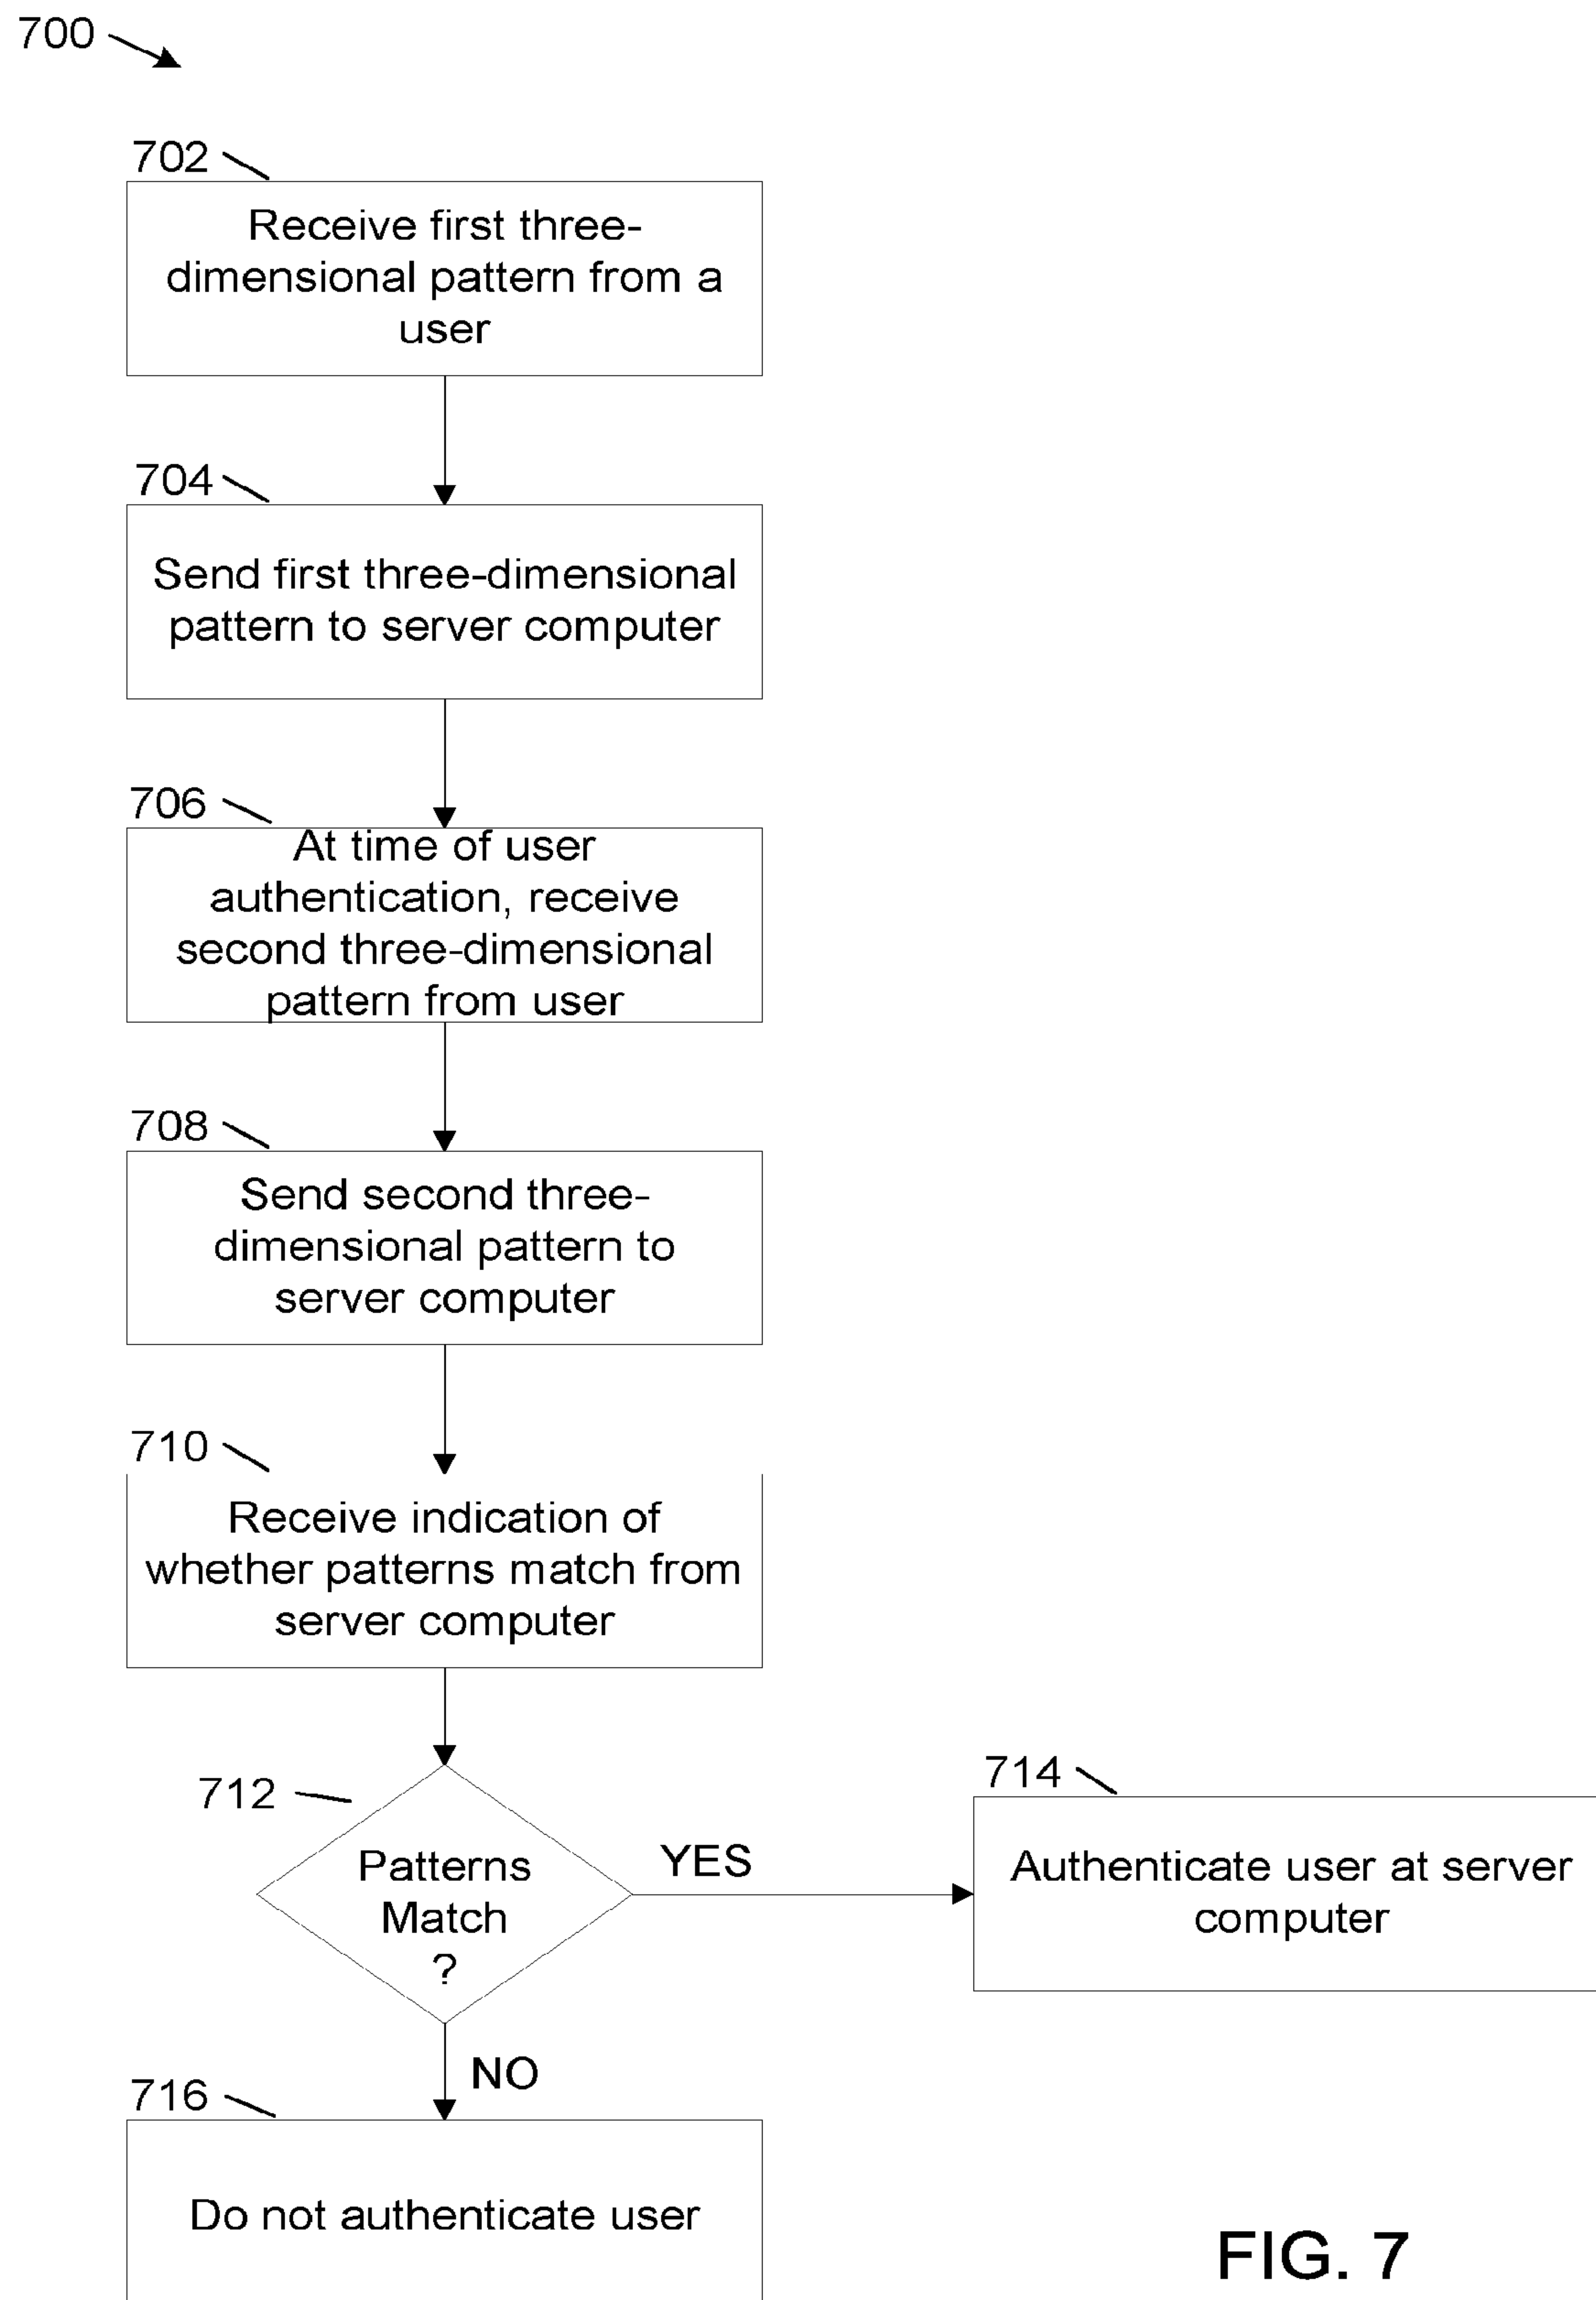 700
702
Receive first three-
dimensional pattern from a
user
704
Send first three-dimensional
pattern to server computer
706
At time of user
authentication, receive
second three-dimensional
pattern from user
708
Send second three-
dimensional pattern to
server computer
710
Receive indication of
whether patterns match from
server computer
712
Patterns
Match
?
YES
714
Authenticate user at server
computer
NO
716
Do not authenticate user
FIG. 7